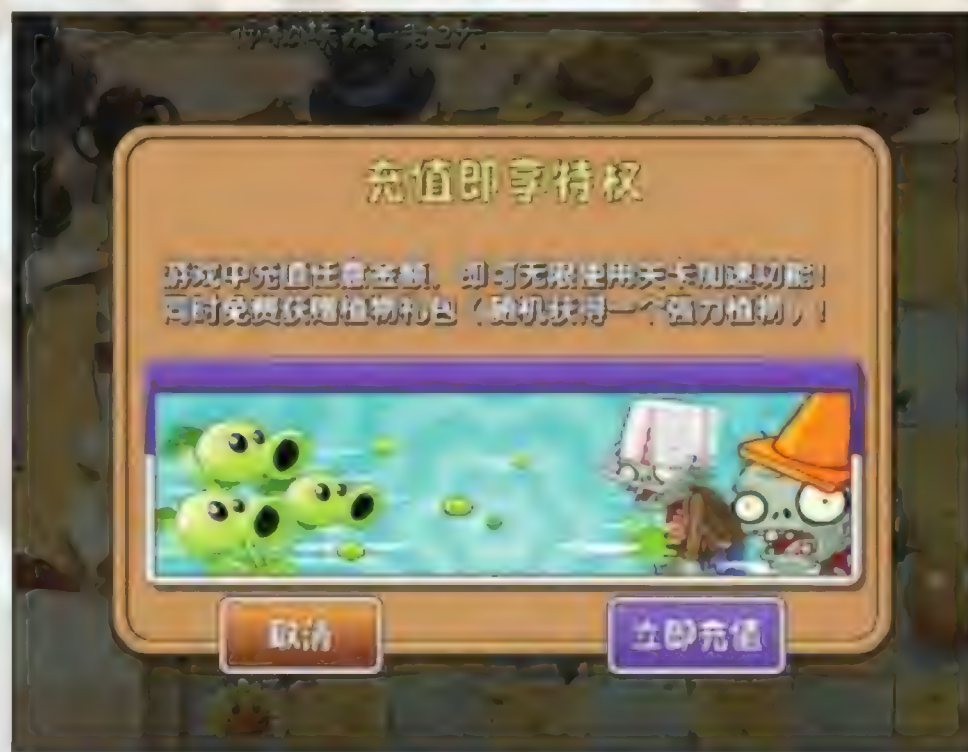 充值即享特权
游戏中充值任意金额，即可无限使用关卡加速功能！
同时免费获赠植物礼包（随机获得一个强力植物）！
取消
立即充值